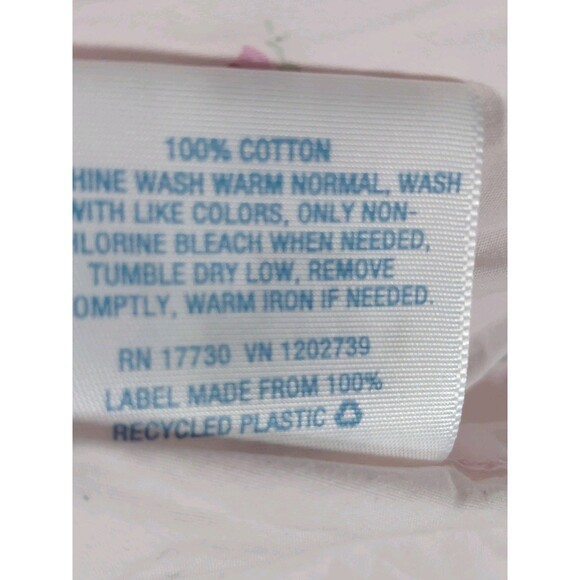 100% COTTON
HINE WASH WARM NORMAL, WASH
WITH LIKE COLORS, ONLY NON-
HLORINE BLEACH WHEN NEEDED,
TUMBLE DRY LOW, REMOVE
OMPTLY, WARM IRON IF NEEDED.
RN 17730 VN 1202739
LABEL MADE FROM 100%
RECYCLED PLASTIC